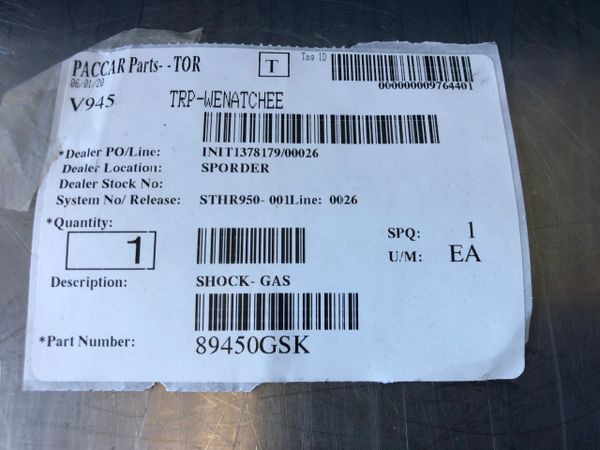 PACCAR Parts- -TOR
T
Tag ID
06/01/20
000000009764401
V945
TRP-WENATCHEE
*Dealer PO/Line: INIT1378179/00026
Dealer Location: SPORDER
Dealer Stock No:
System No/ Release: STHR950- 001Line: 0026
*Quantity:
1
SPQ: 1
U/M: EA
Description: SHOCK- GAS
*Part Number: 89450GSK